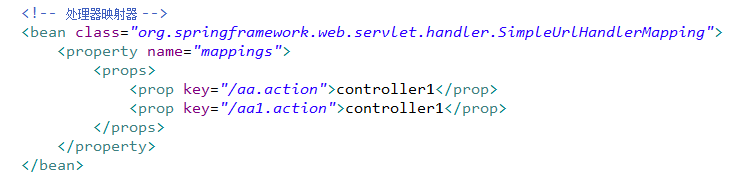 <!-- 处理器映射器 -->
<bean class="org.springframework.web.servlet.handler.SimpleUrlHandlerMapping">
<property name="mappings">
<props>
<prop key="/aa.action">controller1</prop>
<prop key="/aa1.action">controller1</prop>
</props>
</property>
</bean>